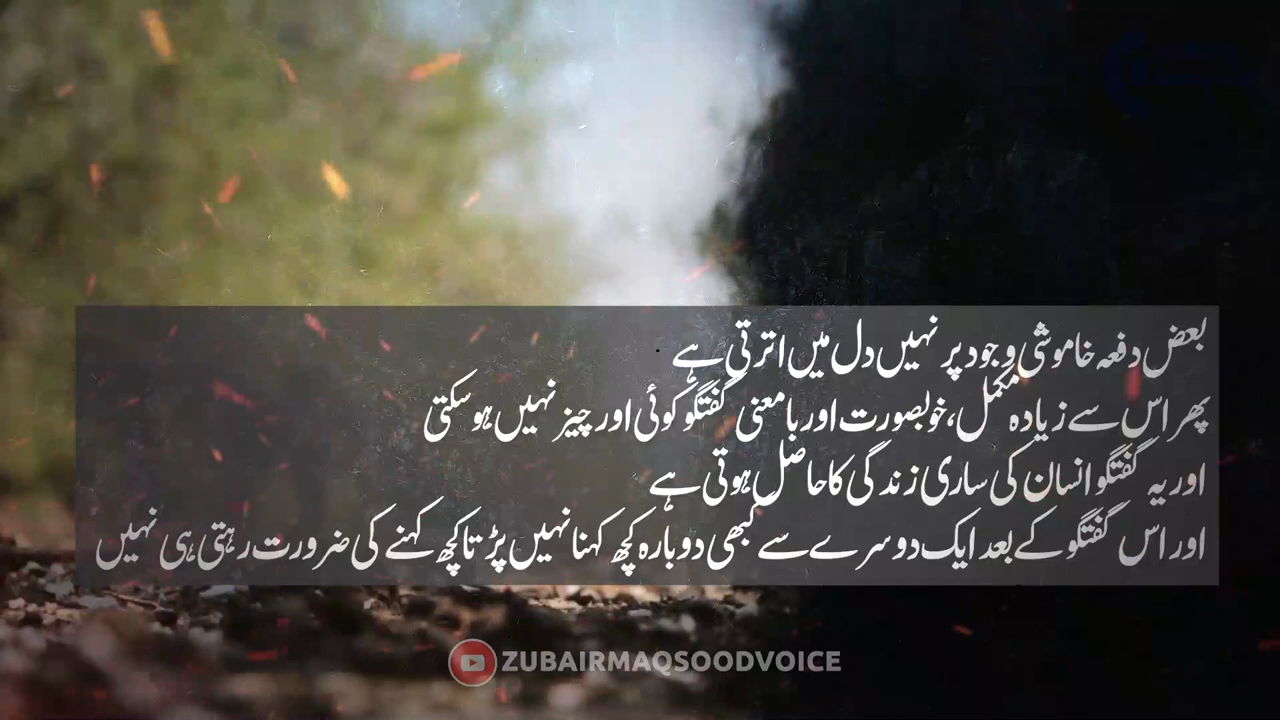 بعض دفعہ خاموشی وجود پر نہیں دل میں اترتی ہے
پھر اس سے زیادہ مکمل، خوبصورت اور بامعنی گفتگو کوئی اور چیز نہیں ہو سکتی
اور یہ گفتگو انسان کی ساری زندگی کا حاصل ہوتی ہے
اور اس گفتگو کے بعد ایک دوسرے سے کبھی دوبارہ کچھ کہنا نہیں پڑتا کچھ کہنے کی ضرورت رہتی ہی نہیں
ZUBAIRMAQSOODVOICE